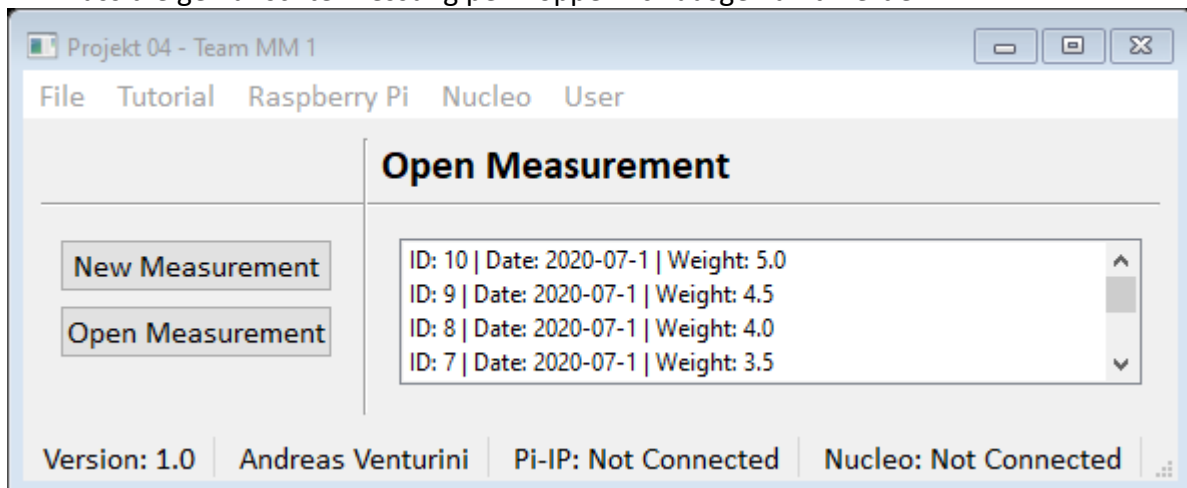 Projekt 04 - Team MM 1
File Tutorial Raspberry Pi Nucleo User
Open Measurement
New Measurement
Open Measurement
ID: 10 | Date: 2020-07-1 | Weight: 5.0
ID: 9 | Date: 2020-07-1 | Weight: 4.5
ID: 8 | Date: 2020-07-1 | Weight: 4.0
ID: 7 | Date: 2020-07-1 | Weight: 3.5
Version: 1.0 Andreas Venturini Pi-IP: Not Connected Nucleo: Not Connected